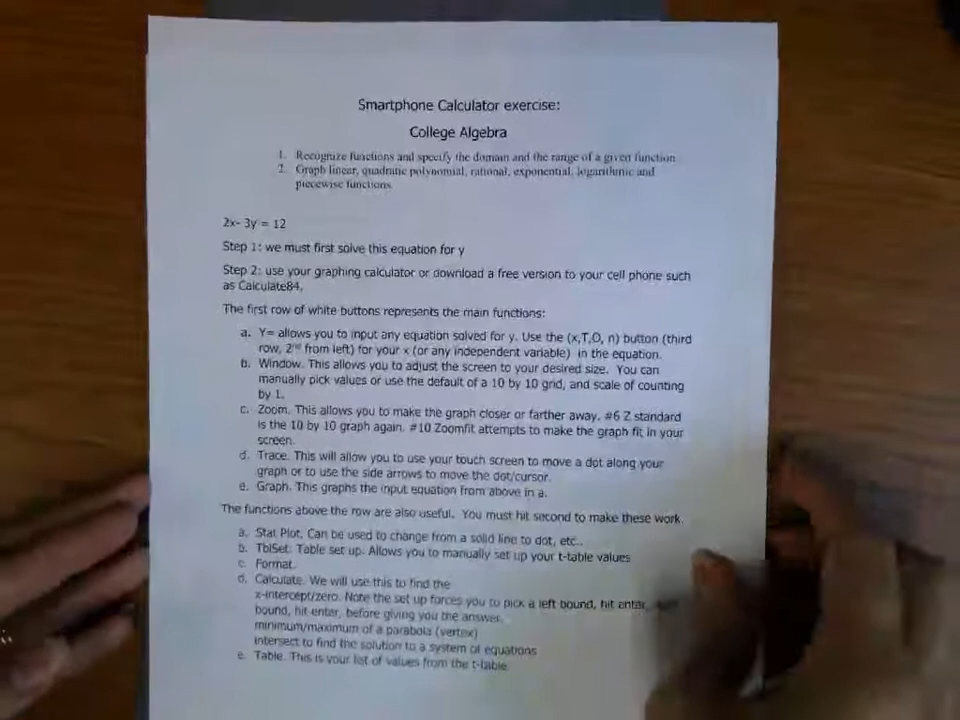 Smartphone Calculator exercise:
College Algebra
1. Recognize functions and specify the domain and the range of a given function
2. Graph linear, quadratic polynomial, rational, exponential, logarithmic and
piecewise functions
2x- 3y = 12
Step 1: we must first solve this equation for y
Step 2: use your graphing calculator or download a free version to your cell phone such
as Calculate84.
The first row of white buttons represents the main functions:
a. Y= allows you to input any equation solved for y. Use the (x,T,O, n) button (third
row, 2nd from left) for your x (or any independent variable) in the equation.
b. Window. This allows you to adjust the screen to your desired size. You can
manually pick values or use the default of a 10 by 10 grid, and scale of counting
by 1.
c. Zoom. This allows you to make the graph closer or farther away. #6 Z standard
is the 10 by 10 graph again. #10 Zoomfit attempts to make the graph fit in your
screen.
d. Trace. This will allow you to use your touch screen to move a dot along your
graph or to use the side arrows to move the dot/cursor.
e. Graph. This graphs the input equation from above in a.
The functions above the row are also useful. You must hit second to make these work.
a. Stat Plot. Can be used to change from a solid line to dot, etc..
b. TblSet. Table set up. Allows you to manually set up your t-table values
c. Format.
d. Calculate. We will use this to find the
x-intercept/zero. Note the set up forces you to pick a left bound, hit enter,
bound, hit enter, before giving you the answer.
minimum/maximum of a parabola (vertex)
intersect to find the solution to a system of equations
e. Table. This is your list of values from the t-table